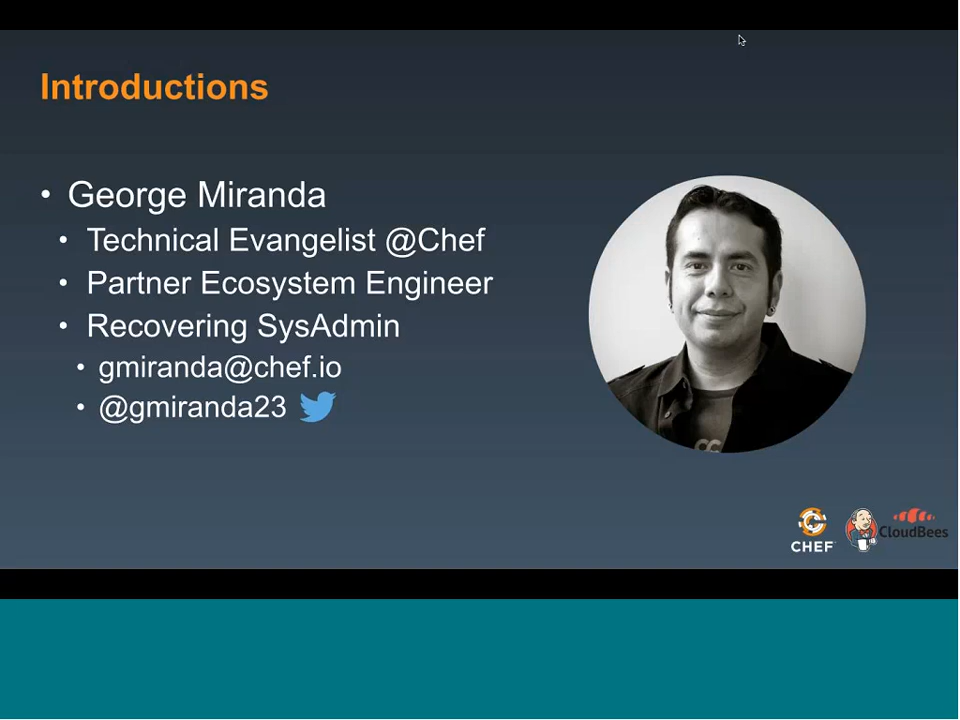 Introductions
• George Miranda
• Technical Evangelist @Chef
• Partner Ecosystem Engineer
• Recovering SysAdmin
• gmiranda@chef.io
• @gmiranda23
CHEF
CloudBees